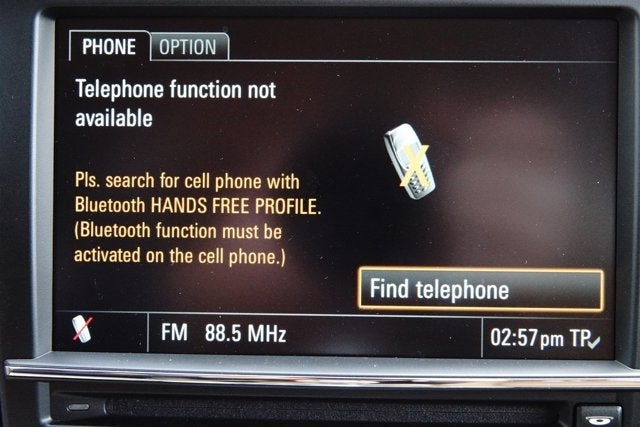 PHONE OPTION
Telephone function not
available
Pls. search for cell phone with
Bluetooth HANDS FREE PROFILE.
(Bluetooth function must be
activated on the cell phone.)
Find telephone
FM 88.5 MHz 02:57pm TP